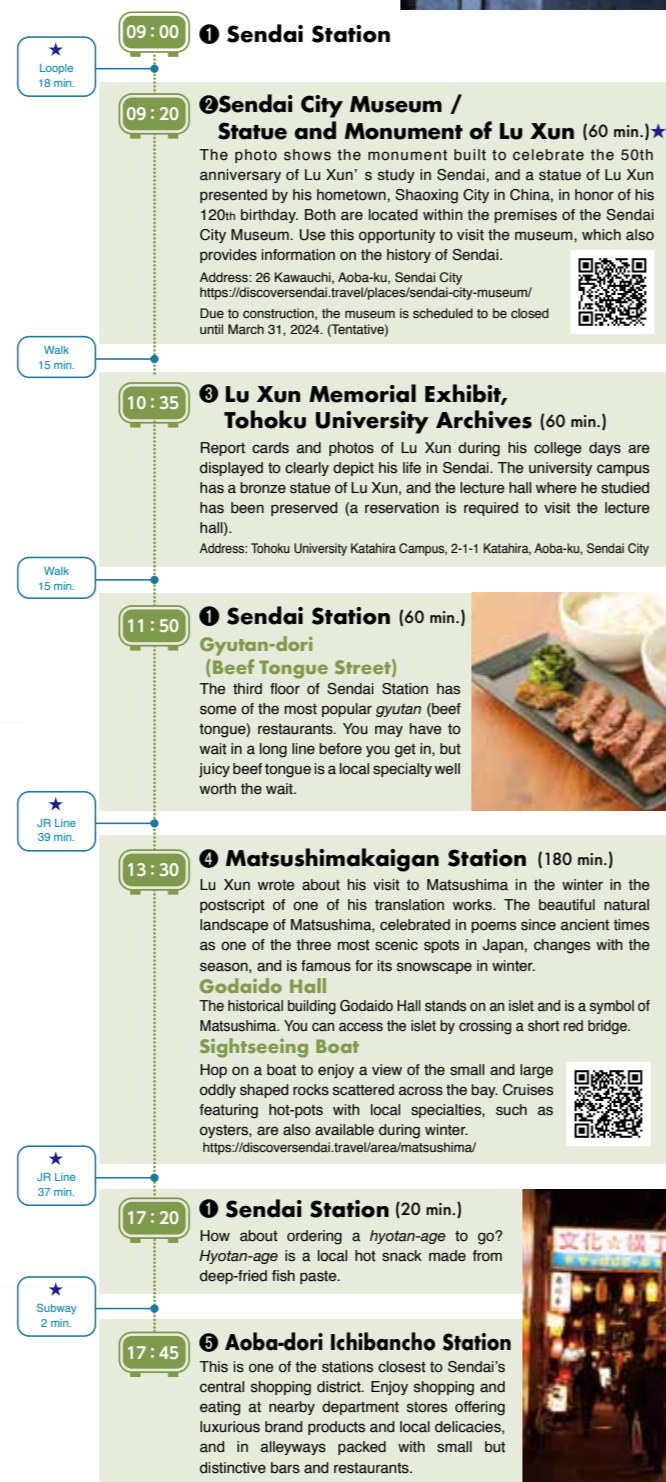 09:00
❶ Sendai Station
★
Loople
18 min.
09:20
❷Sendai City Museum /
Statue and Monument of Lu Xun (60 min.)★
The photo shows the monument built to celebrate the 50th
anniversary of Lu Xun’ s study in Sendai, and a statue of Lu Xun
presented by his hometown, Shaoxing City in China, in honor of his
120th birthday. Both are located within the premises of the Sendai
City Museum. Use this opportunity to visit the museum, which also
provides information on the history of Sendai.
Address: 26 Kawauchi, Aoba-ku, Sendai City
https://discoversendai.travel/places/sendai-city-museum/
Due to construction, the museum is scheduled to be closed
until March 31, 2024. (Tentative)
Walk
15 min.
10:35
❸ Lu Xun Memorial Exhibit,
Tohoku University Archives (60 min.)
Report cards and photos of Lu Xun during his college days are
displayed to clearly depict his life in Sendai. The university campus
has a bronze statue of Lu Xun, and the lecture hall where he studied
has been preserved (a reservation is required to visit the lecture
hall).
Address: Tohoku University Katahira Campus, 2-1-1 Katahira, Aoba-ku, Sendai City
Walk
15 min.
11:50
❶ Sendai Station (60 min.)
Gyutan-dori
(Beef Tongue Street)
The third floor of Sendai Station has
some of the most popular gyutan (beef
tongue) restaurants. You may have to
wait in a long line before you get in, but
juicy beef tongue is a local specialty well
worth the wait.
★
JR Line
39 min.
13:30
❹ Matsushimakaigan Station (180 min.)
Lu Xun wrote about his visit to Matsushima in the winter in the
postscript of one of his translation works. The beautiful natural
landscape of Matsushima, celebrated in poems since ancient times
as one of the three most scenic spots in Japan, changes with the
season, and is famous for its snowscape in winter.
Godaido Hall
The historical building Godaido Hall stands on an islet and is a symbol of
Matsushima. You can access the islet by crossing a short red bridge.
Sightseeing Boat
Hop on a boat to enjoy a view of the small and large
oddly shaped rocks scattered across the bay. Cruises
featuring hot-pots with local specialties, such as
oysters, are also available during winter.
https://discoversendai.travel/area/matsushima/
★
JR Line
37 min.
17:20
❶ Sendai Station (20 min.)
How about ordering a hyotan-age to go?
Hyotan-age is a local hot snack made from
deep-fried fish paste.
★
Subway
2 min.
文化☆横丁
17:45
❺ Aoba-dori Ichibancho Station
This is one of the stations closest to Sendai’s
central shopping district. Enjoy shopping and
eating at nearby department stores offering
luxurious brand products and local delicacies,
and in alleyways packed with small but
distinctive bars and restaurants.